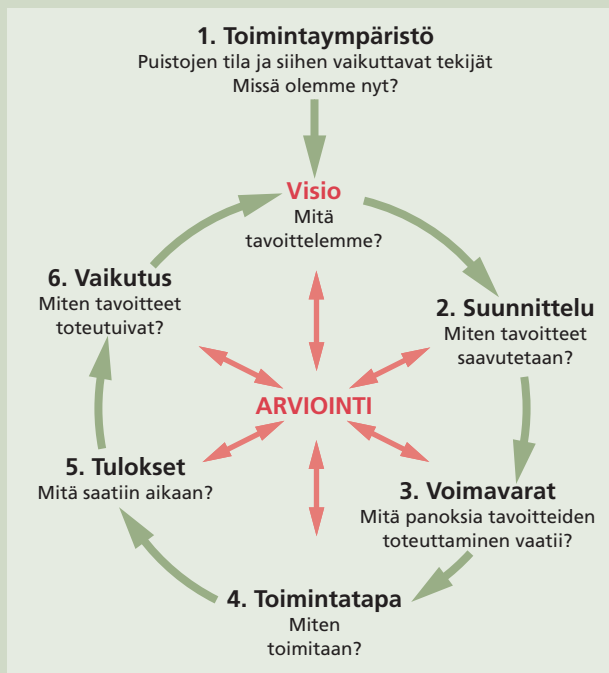 1. Toimintaympäristö
Puistojen tila ja siihen vaikuttavat tekijät
Missä olemme nyt?
Visio
Mitä
tavoittelemme?
2. Suunnittelu
Miten tavoitteet
saavutetaan?
3. Voimavarat
Mitä panoksia tavoitteiden
toteuttaminen vaatii?
4. Toimintatapa
Miten
toimitaan?
5. Tulokset
Mitä saatiin aikaan?
6. Vaikutus
Miten tavoitteet
toteutuivat?
ARVIOINTI